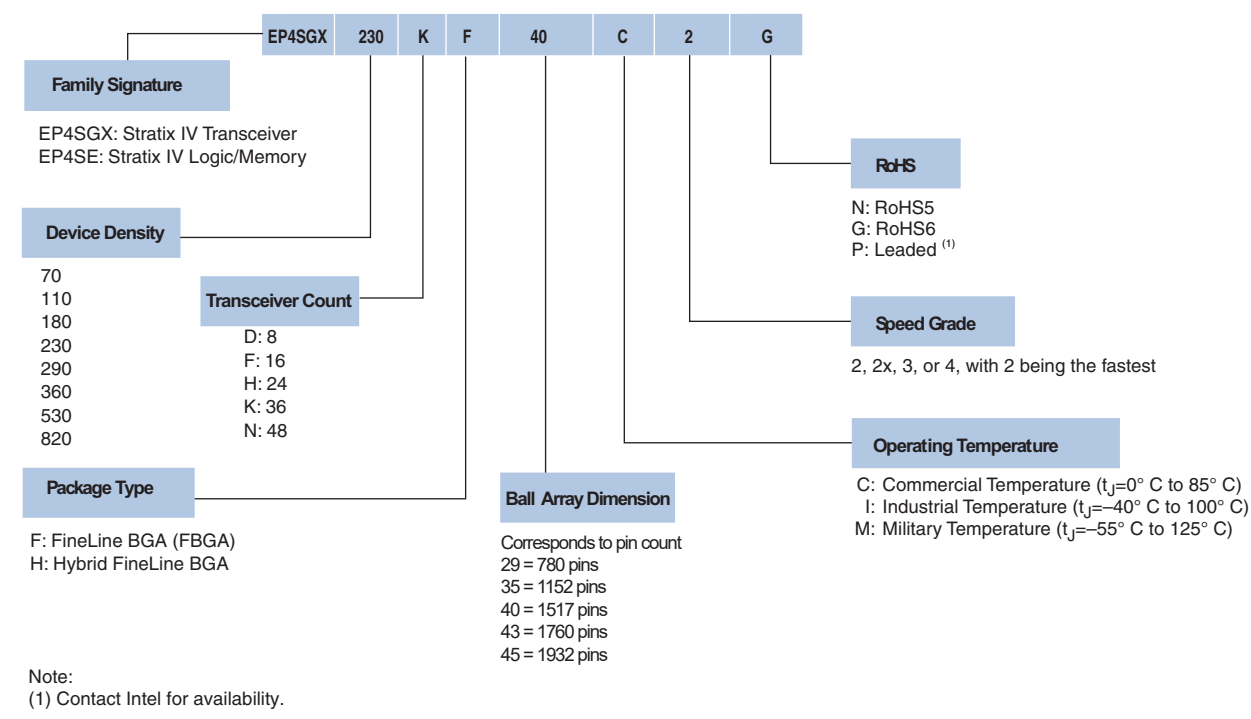 EP4SGX 230 K F 40 C 2 G
Family Signature
EP4SGX: Stratix IV Transceiver
EP4SE: Stratix IV Logic/Memory
Device Density
70
110
180
230
290
360
530
820
Transceiver Count
D: 8
F: 16
H: 24
K: 36
N: 48
Package Type
F: FineLine BGA (FBGA)
H: Hybrid FineLine BGA
Ball Array Dimension
Corresponds to pin count
29 = 780 pins
35 = 1152 pins
40 = 1517 pins
43 = 1760 pins
45 = 1932 pins
RoHS
N: RoHS5
G: RoHS6
P: Leaded (1)
Speed Grade
2, 2x, 3, or 4, with 2 being the fastest
Operating Temperature
C: Commercial Temperature (tJ=0° C to 85° C)
I: Industrial Temperature (tJ=–40° C to 100° C)
M: Military Temperature (tJ=–55° C to 125° C)
Note:
(1) Contact Intel for availability.